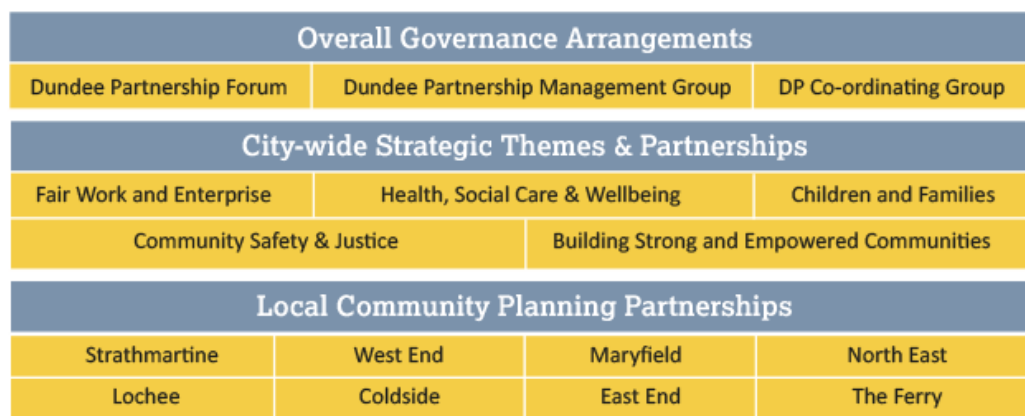 Overall Governance Arrangements
Dundee Partnership Forum Dundee Partnership Management Group DP Co-ordinating Group
City-wide Strategic Themes & Partnerships
Fair Work and Enterprise Health, Social Care & Wellbeing Children and Families
Community Safety & Justice Building Strong and Empowered Communities
Local Community Planning Partnerships
Strathmartine West End Maryfield North East
Lochee Coldside East End The Ferry